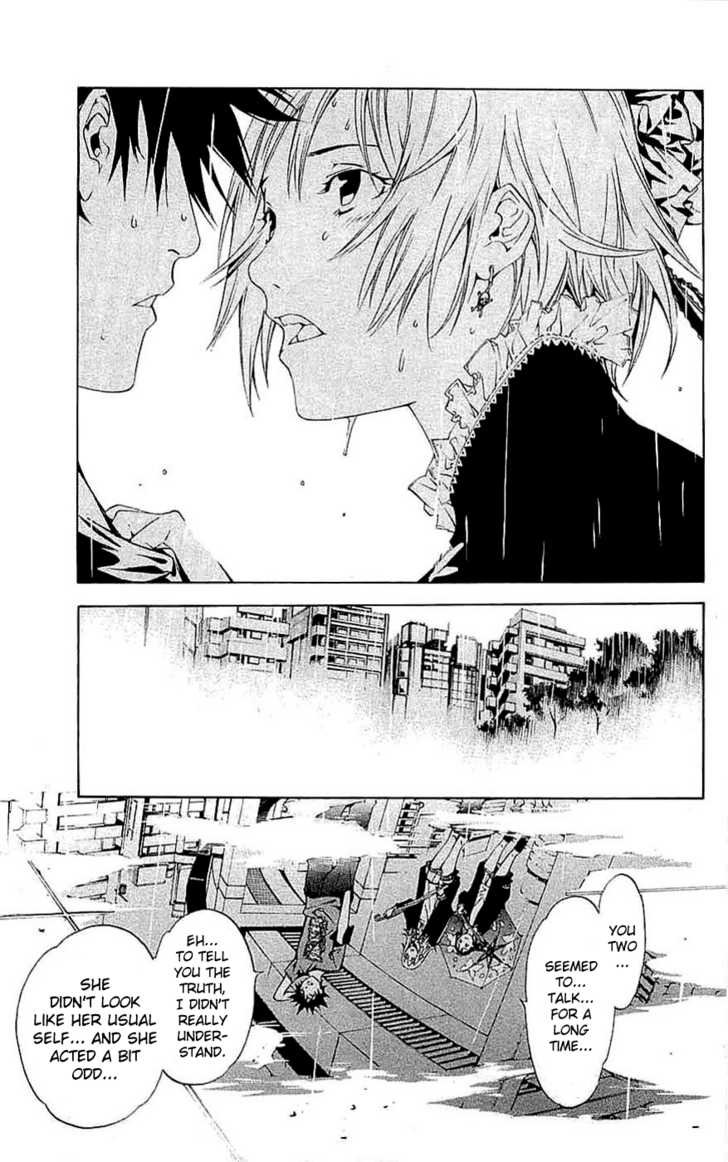 YOU
TWO
...
SEEMED
TO...
TALK...
FOR A
LONG
TIME...
EH...
TO TELL
YOU THE
TRUTH,
I DIDN'T
REALLY
UNDER-
STAND.
SHE
DIDN'T LOOK
LIKE HER USUAL
SELF... AND SHE
ACTED A BIT
ODD...